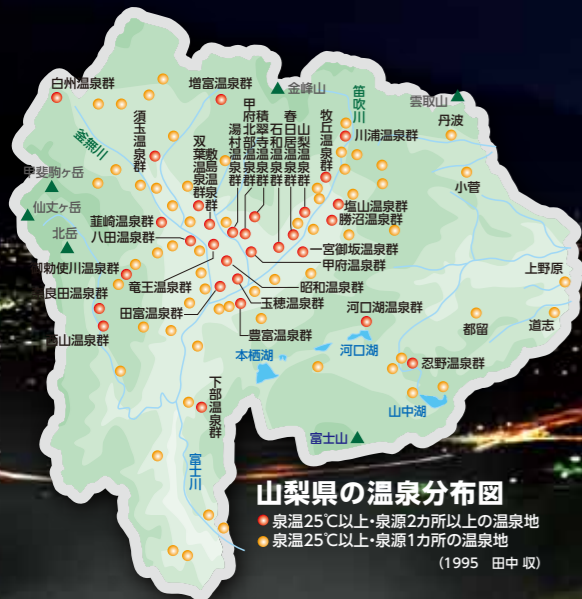 白州温泉群
増富温泉群
金峰山
笛吹川
雲取山
丹波
釜無川
須玉温泉群
双葉温泉群
敷島温泉群
湯村温泉群
甲府北部温泉群
積翠寺温泉群
石和温泉群
春日居温泉群
山梨温泉群
牧丘温泉群
川浦温泉群
小菅
甲斐駒ヶ岳
仙丈ヶ岳
北岳
塩山温泉群
勝沼温泉群
韮崎温泉群
八田温泉群
一宮御坂温泉群
甲府温泉群
御勅使川温泉群
上野原
竜王温泉群
昭和温泉群
奈良田温泉群
玉穂温泉群
河口湖温泉群
田富温泉群
都留
道志
西山温泉群
豊富温泉群
本栖湖
河口湖
忍野温泉群
下部温泉群
山中湖
富士山
富士川
山梨県の温泉分布図
泉温25℃以上・泉源2カ所以上の温泉地
泉温25℃以上・泉源1カ所の温泉地
(1995 田中 収)